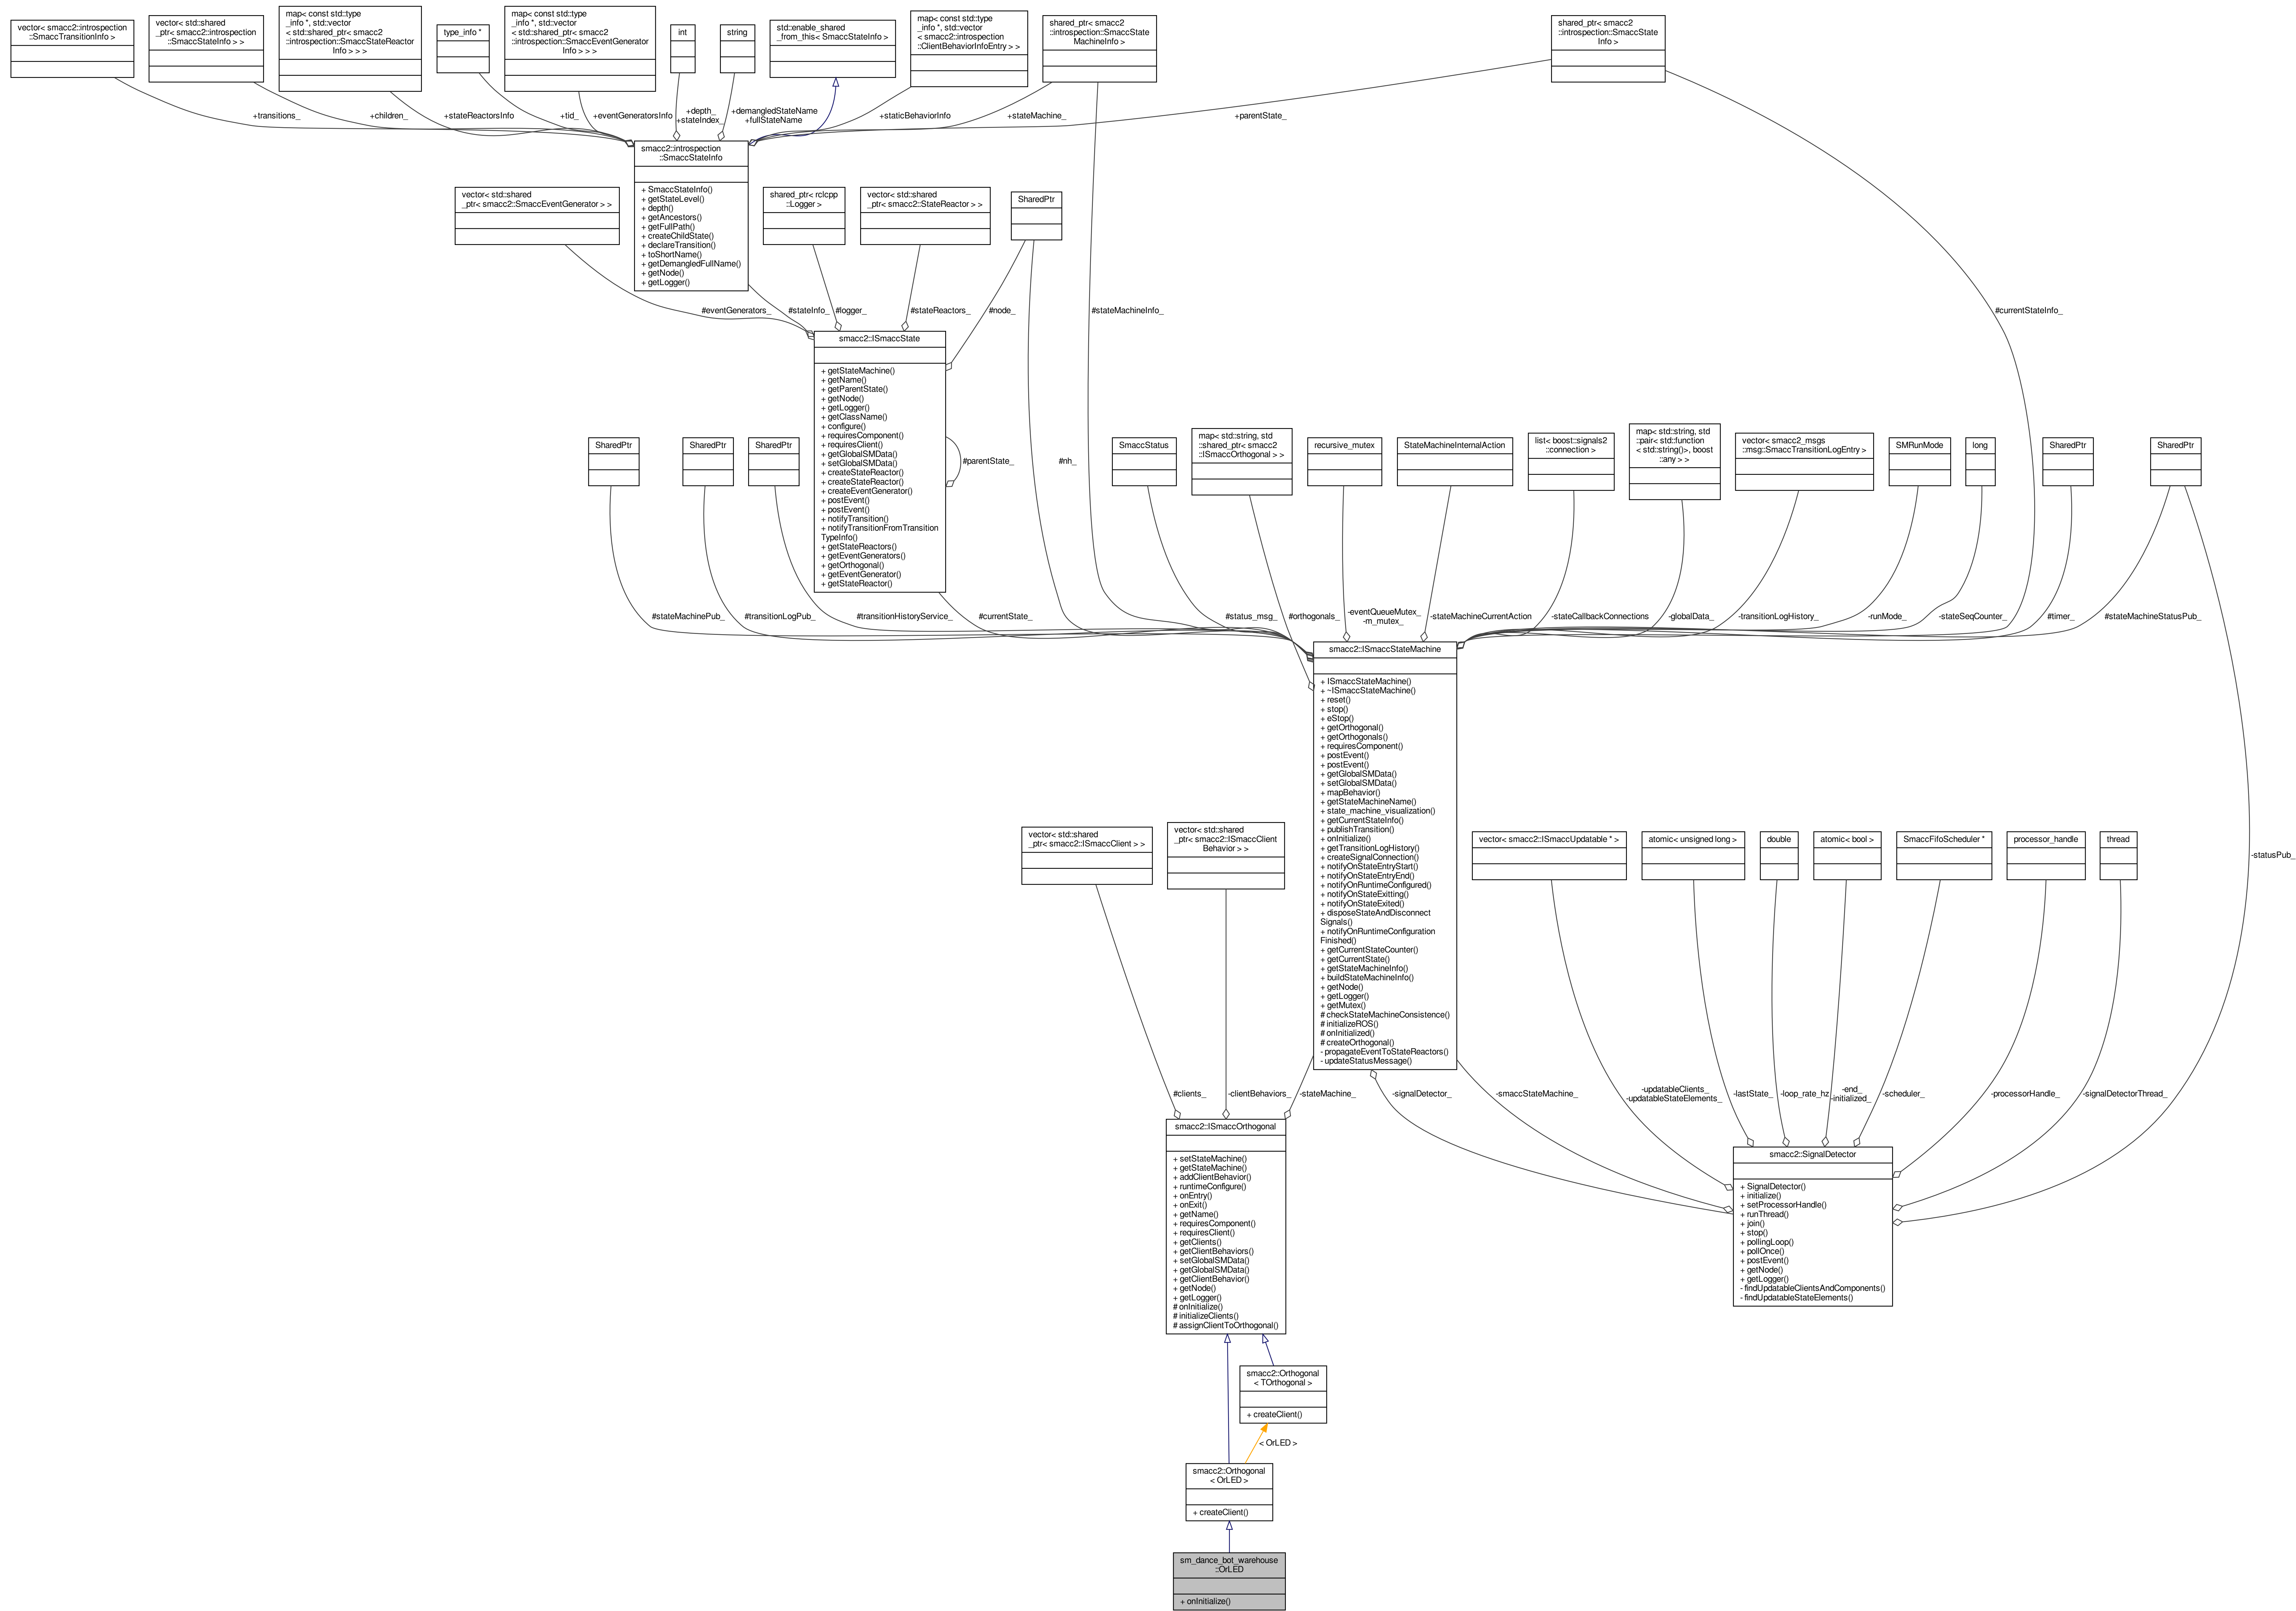 vector< smacc2::introspection
::SmaccTransitionInfo >
vector< std::shared
_ptr< smacc2::introspection
::SmaccStateInfo > >
map< const std::type
_info *, std::vector
< std::shared_ptr< smacc2
::introspection::SmaccStateReactor
Info > > >
type_info *
map< const std::type
_info *, std::vector
< std::shared_ptr< smacc2
::introspection::SmaccEventGenerator
Info > > >
int
string
std::enable_shared
_from_this< SmaccStateInfo >
map< const std::type
_info *, std::vector
< smacc2::introspection
::ClientBehaviorInfoEntry > >
shared_ptr< smacc2
::introspection::SmaccState
MachineInfo >
shared_ptr< smacc2
::introspection::SmaccState
Info >
+transitions_
+children_
+stateReactorsInfo
+tid_
+eventGeneratorsInfo
+depth_
+stateIndex_
+demangledStateName
+fullStateName
+staticBehaviorInfo
+stateMachine_
+parentState_
smacc2::introspection
::SmaccStateInfo
+ SmaccStateInfo()
+ getStateLevel()
+ depth()
+ getAncestors()
+ getFullPath()
+ createChildState()
+ declareTransition()
+ toShortName()
+ getDemangledFullName()
+ getNode()
+ getLogger()
vector< std::shared
_ptr< smacc2::SmaccEventGenerator > >
shared_ptr< rclcpp
::Logger >
vector< std::shared
_ptr< smacc2::StateReactor > >
SharedPtr
#eventGenerators_
#stateInfo_
#logger_
#stateReactors_
#node_
#stateMachineInfo_
#currentStateInfo_
smacc2::ISmaccState
+ getStateMachine()
+ getName()
+ getParentState()
+ getNode()
+ getLogger()
+ getClassName()
+ configure()
+ requiresComponent()
+ requiresClient()
+ getGlobalSMData()
+ setGlobalSMData()
+ createStateReactor()
+ createStateReactor()
+ createEventGenerator()
+ postEvent()
+ postEvent()
+ notifyTransition()
+ notifyTransitionFromTransition
TypeInfo()
+ getStateReactors()
+ getEventGenerators()
+ getOrthogonal()
+ getEventGenerator()
+ getStateReactor()
#parentState_
#nh_
SharedPtr
SharedPtr
SharedPtr
SmaccStatus
map< std::string, std
::shared_ptr< smacc2
::ISmaccOrthogonal > >
recursive_mutex
StateMachineInternalAction
list< boost::signals2
::connection >
map< std::string, std
::pair< std::function
< std::string()>, boost
::any > >
vector< smacc2_msgs
::msg::SmaccTransitionLogEntry >
SMRunMode
long
SharedPtr
SharedPtr
#stateMachinePub_
#transitionLogPub_
#transitionHistoryService_
#currentState_
#status_msg_
#orthogonals_
-eventQueueMutex_
-m_mutex_
-stateMachineCurrentAction
-stateCallbackConnections
-globalData_
-transitionLogHistory_
-runMode_
-stateSeqCounter_
#timer_
#stateMachineStatusPub_
smacc2::ISmaccStateMachine
+ ISmaccStateMachine()
+ ~ISmaccStateMachine()
+ reset()
+ stop()
+ eStop()
+ getOrthogonal()
+ getOrthogonals()
+ requiresComponent()
+ postEvent()
+ postEvent()
+ getGlobalSMData()
+ setGlobalSMData()
+ mapBehavior()
+ getStateMachineName()
+ state_machine_visualization()
+ getCurrentStateInfo()
+ publishTransition()
+ onInitialize()
+ getTransitionLogHistory()
+ createSignalConnection()
+ notifyOnStateEntryStart()
+ notifyOnStateEntryEnd()
+ notifyOnRuntimeConfigured()
+ notifyOnStateExitting()
+ notifyOnStateExited()
+ disposeStateAndDisconnect
Signals()
+ notifyOnRuntimeConfiguration
Finished()
+ getCurrentStateCounter()
+ getCurrentState()
+ getStateMachineInfo()
+ buildStateMachineInfo()
+ getNode()
+ getLogger()
+ getMutex()
# checkStateMachineConsistence()
# initializeROS()
# onInitialized()
# createOrthogonal()
- propagateEventToStateReactors()
- updateStatusMessage()
vector< std::shared
_ptr< smacc2::ISmaccClient > >
vector< std::shared
_ptr< smacc2::ISmaccClient
Behavior > >
vector< smacc2::ISmaccUpdatable * >
atomic< unsigned long >
double
atomic< bool >
SmaccFifoScheduler *
processor_handle
thread
-statusPub_
#clients_
-clientBehaviors_
-stateMachine_
-signalDetector_
-smaccStateMachine_
-updatableClients_
-updatableStateElements_
-lastState_
-loop_rate_hz
-end_
-initialized_
-scheduler_
-processorHandle_
-signalDetectorThread_
smacc2::ISmaccOrthogonal
+ setStateMachine()
+ getStateMachine()
+ addClientBehavior()
+ runtimeConfigure()
+ onEntry()
+ onExit()
+ getName()
+ requiresComponent()
+ requiresClient()
+ getClients()
+ getClientBehaviors()
+ setGlobalSMData()
+ getGlobalSMData()
+ getClientBehavior()
+ getNode()
+ getLogger()
# onInitialize()
# initializeClients()
# assignClientToOrthogonal()
smacc2::SignalDetector
+ SignalDetector()
+ initialize()
+ setProcessorHandle()
+ runThread()
+ join()
+ stop()
+ pollingLoop()
+ pollOnce()
+ postEvent()
+ getNode()
+ getLogger()
- findUpdatableClientsAndComponents()
- findUpdatableStateElements()
smacc2::Orthogonal
< TOrthogonal >
+ createClient()
< OrLED >
smacc2::Orthogonal
< OrLED >
+ createClient()
sm_dance_bot_warehouse
::OrLED
+ onInitialize()